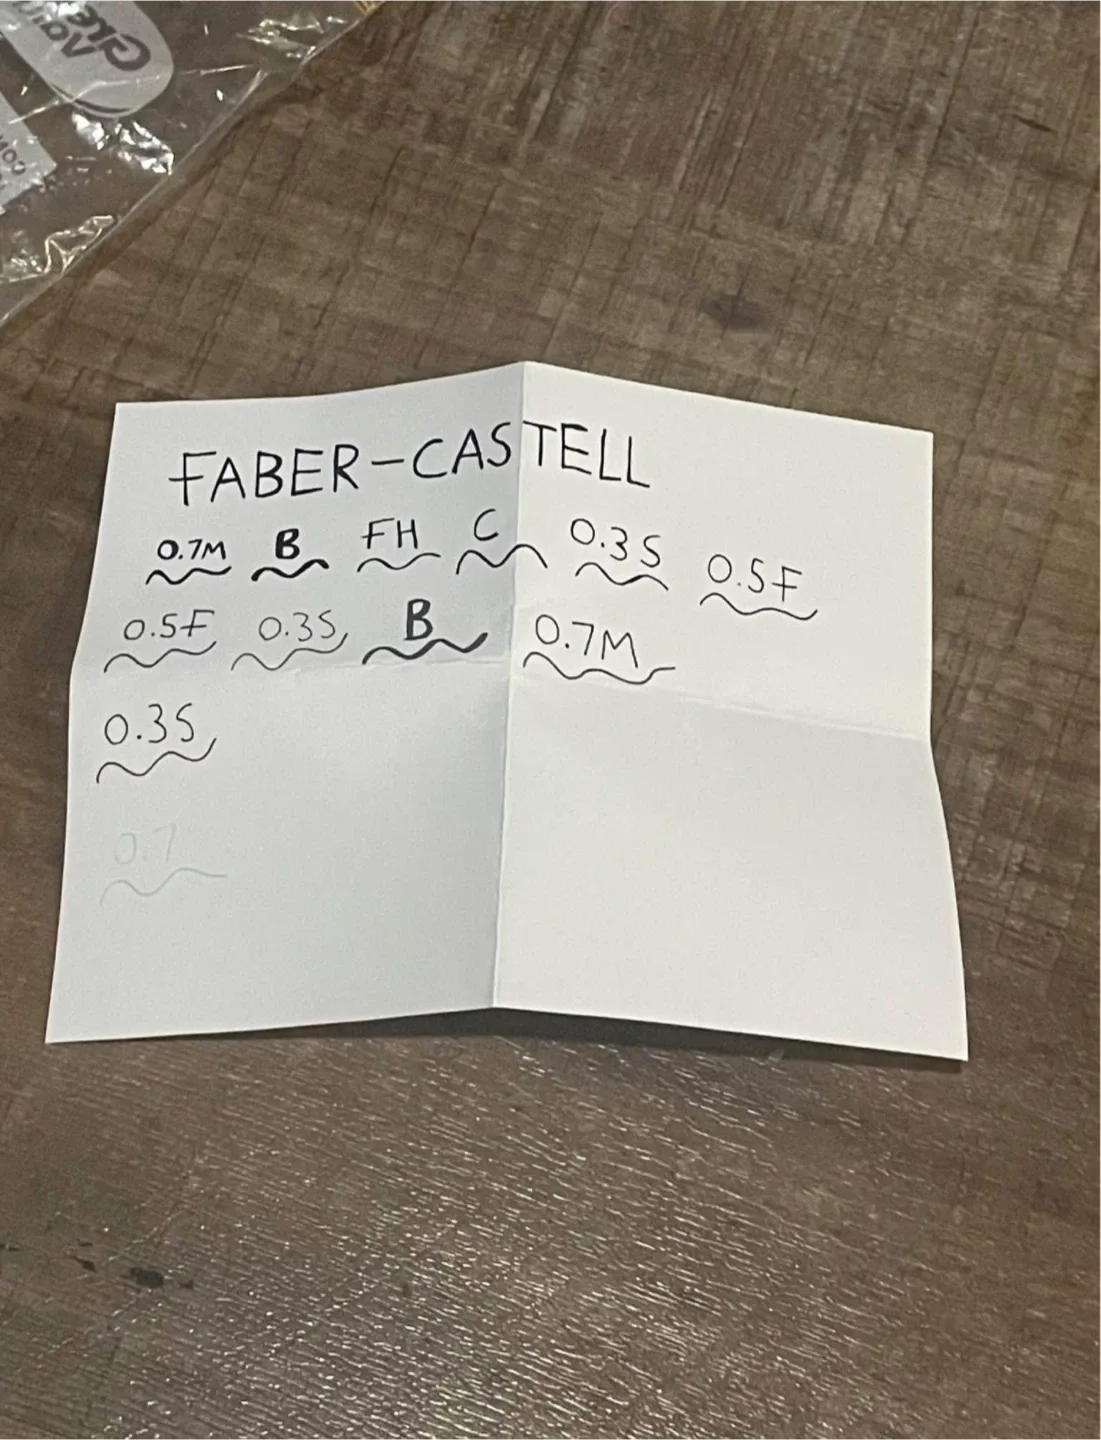 FABER-CASTELL
0.7M B FH C 0.3S 0.5F
0.5F 0.3S B 0.7M
0.3S
0.7